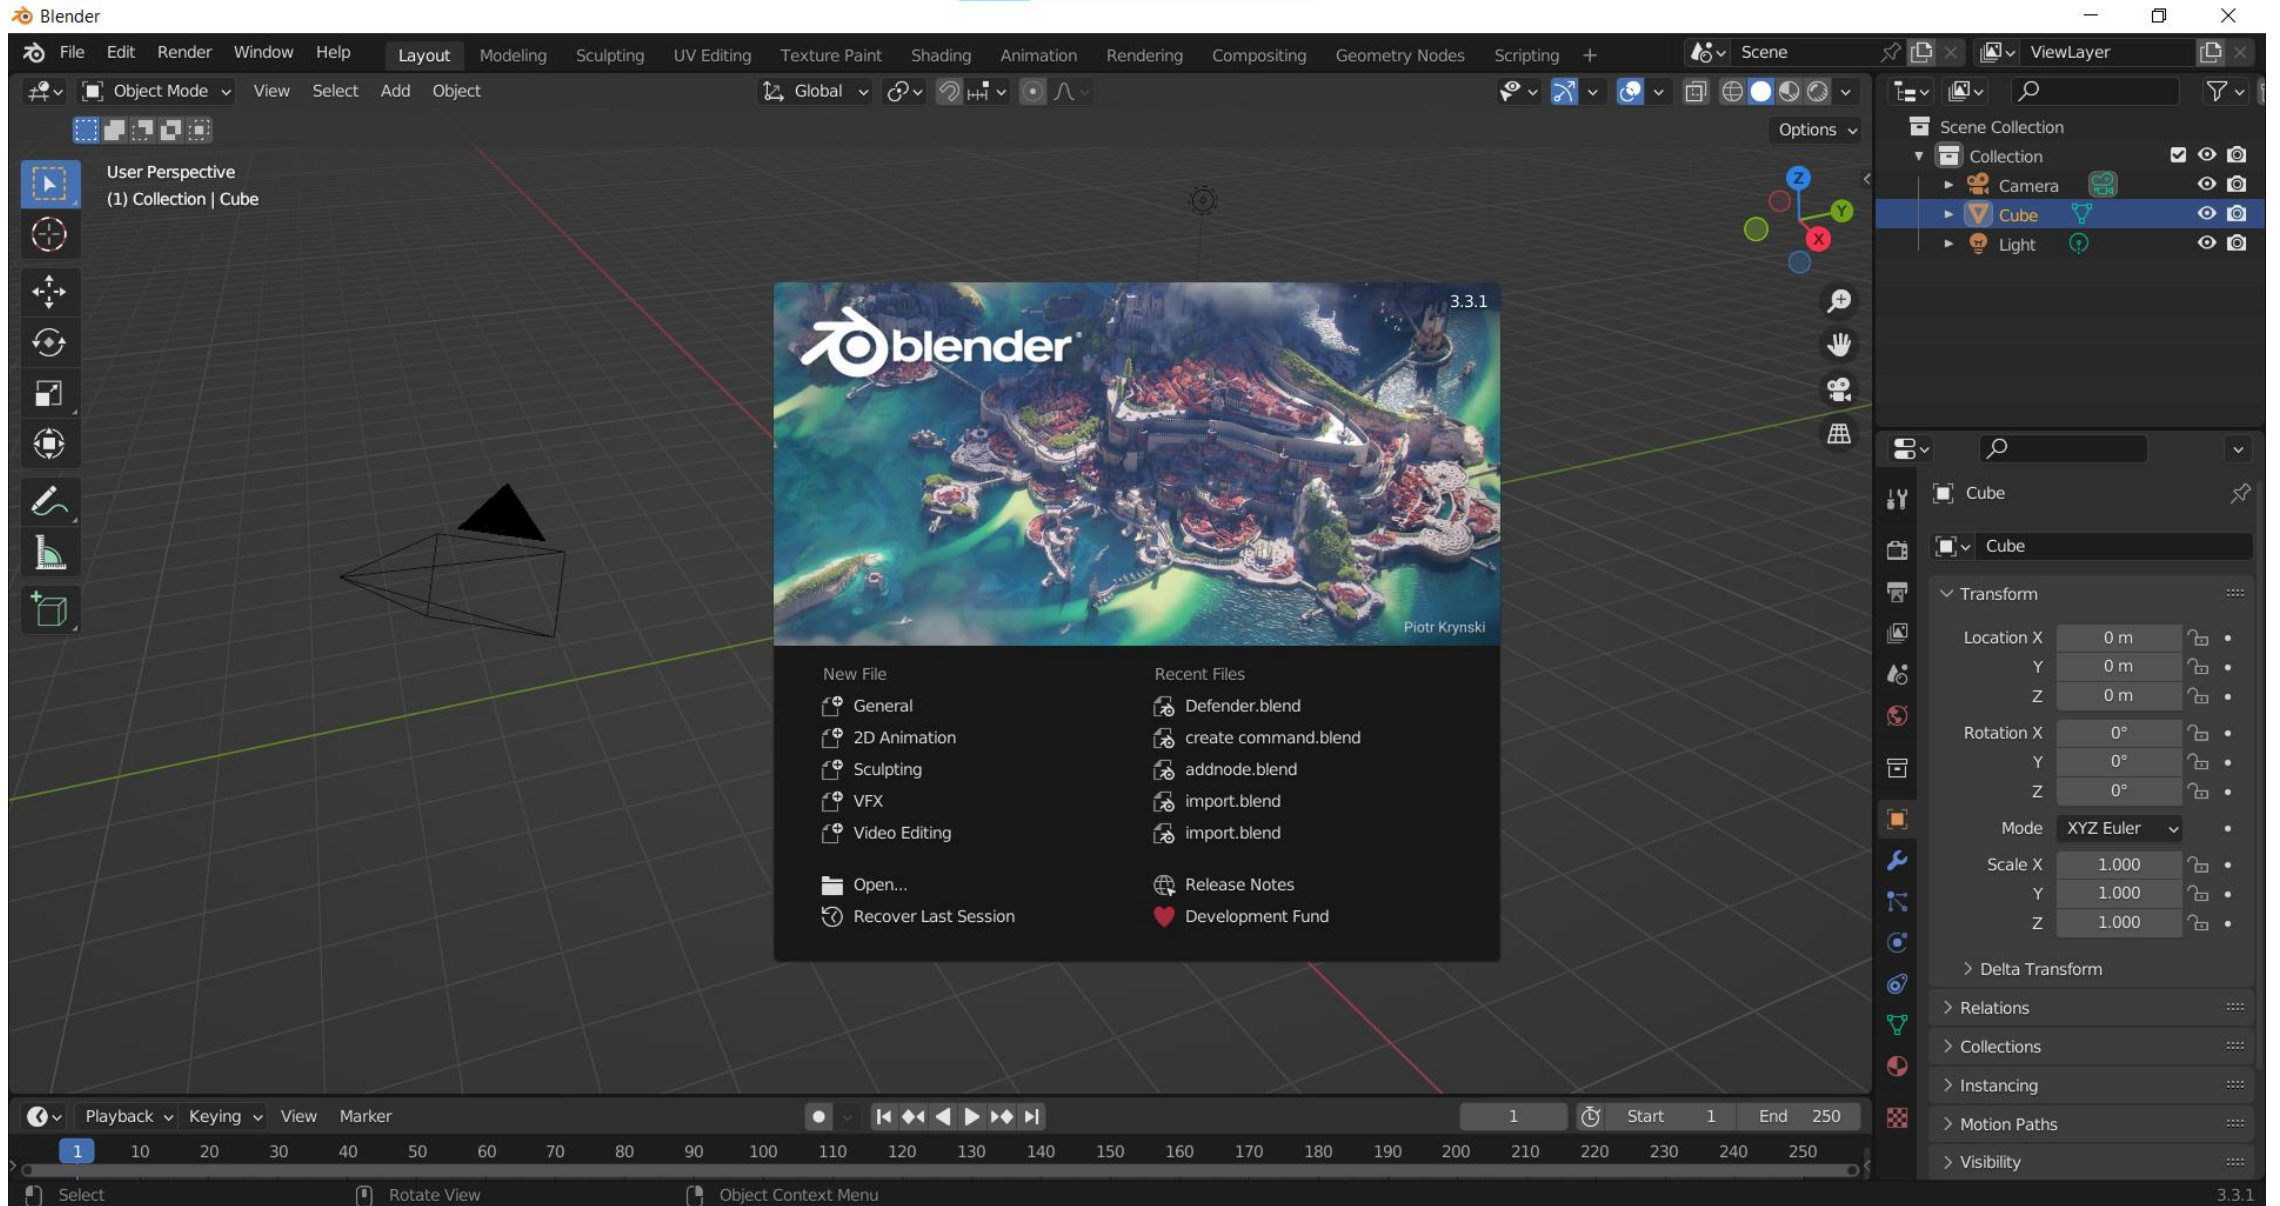 Blender
File Edit Render Window Help Layout Modeling Sculpting UV Editing Texture Paint Shading Animation Rendering Compositing Geometry Nodes Scripting + Scene ViewLayer
Object Mode View Select Add Object Global
Options
User Perspective
(1) Collection | Cube
Z
Y
X
Scene Collection
Collection
Camera
Cube
Light
3.3.1
blender
Piotr Krynski
New File
General
2D Animation
Sculpting
VFX
Video Editing
Open...
Recover Last Session
Recent Files
Defender.blend
create command.blend
addnode.blend
import.blend
import.blend
Release Notes
Development Fund
Cube
Cube
Transform
Location X 0 m
Y 0 m
Z 0 m
Rotation X 0°
Y 0°
Z 0°
Mode XYZ Euler
Scale X 1.000
Y 1.000
Z 1.000
Delta Transform
Relations
Collections
Instancing
Motion Paths
Visibility
Playback Keying View Marker 1 Start 1 End 250
1 10 20 30 40 50 60 70 80 90 100 110 120 130 140 150 160 170 180 190 200 210 220 230 240 250
Select Rotate View Object Context Menu 3.3.1